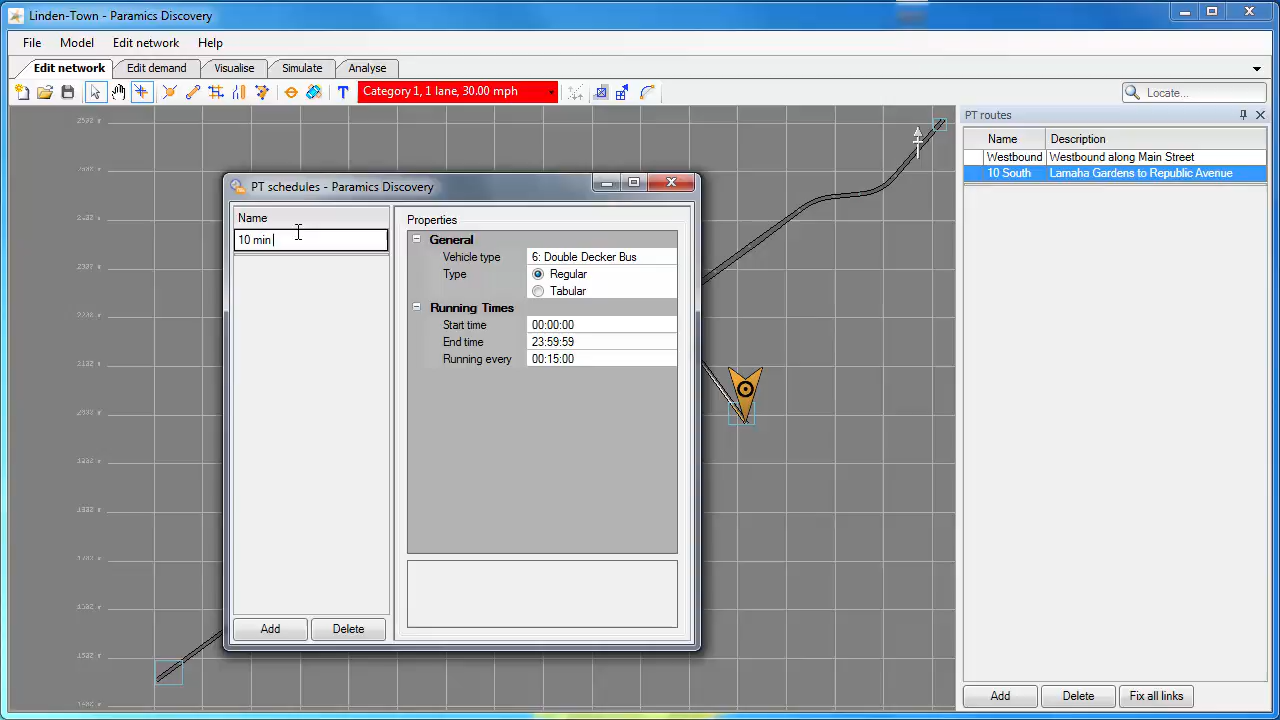 Linden-Town - Paramics Discovery
File Model Edit network Help
Edit network Edit demand Visualise Simulate Analyse
T Category 1, 1 lane, 30.00 mph Locate...
PT routes
Name Description
Westbound Westbound along Main Street
10 South Lamaha Gardens to Republic Avenue
PT schedules - Paramics Discovery
Name
10 min
Properties
General
Vehicle type 6: Double Decker Bus
Type Regular
Tabular
Running Times
Start time 00:00:00
End time 23:59:59
Running every 00:15:00
Add Delete
Add Delete Fix all links